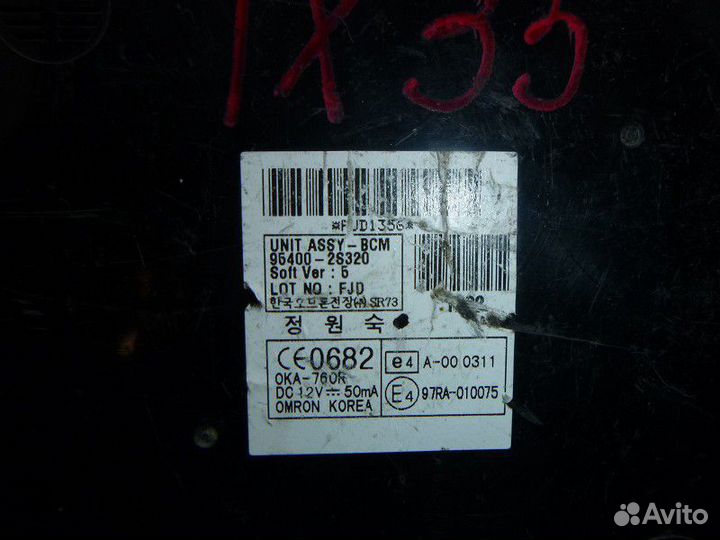 IX 35
*FJD1356*
UNIT ASSY-BCM
95400-2S320
Soft Ver : 5
LOT NO : FJD
한국오므론전장(주) SR73
정원숙
CE0682
OKA-760R
DC 12V 50mA
OMRON KOREA
e4 A-00 0311
E4 97RA-010075
Avito